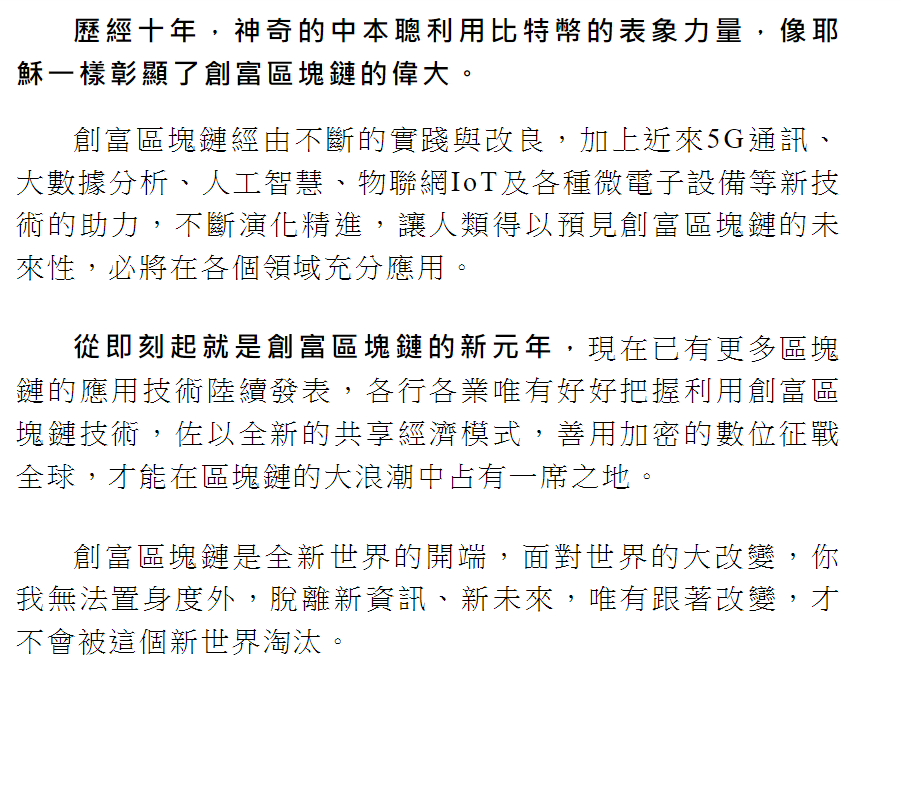 歷經十年，神奇的中本聰利用比特幣的表象力量，像耶
穌一樣彰顯了創富區塊鏈的偉大。
創富區塊鏈經由不斷的實踐與改良，加上近來5G通訊、
大數據分析、人工智慧、物聯網IoT及各種微電子設備等新技
術的助力，不斷演化精進，讓人類得以預見創富區塊鏈的未
來性，必將在各個領域充分應用。
從即刻起就是創富區塊鏈的新元年，現在已有更多區塊
鏈的應用技術陸續發表，各行各業唯有好好把握利用創富區
塊鏈技術，佐以全新的共享經濟模式，善用加密的數位征戰
全球，才能在區塊鏈的大浪潮中占有一席之地。
創富區塊鏈是全新世界的開端，面對世界的大改變，你
我無法置身度外，脫離新資訊、新未來，唯有跟著改變，才
不會被這個新世界淘汰。